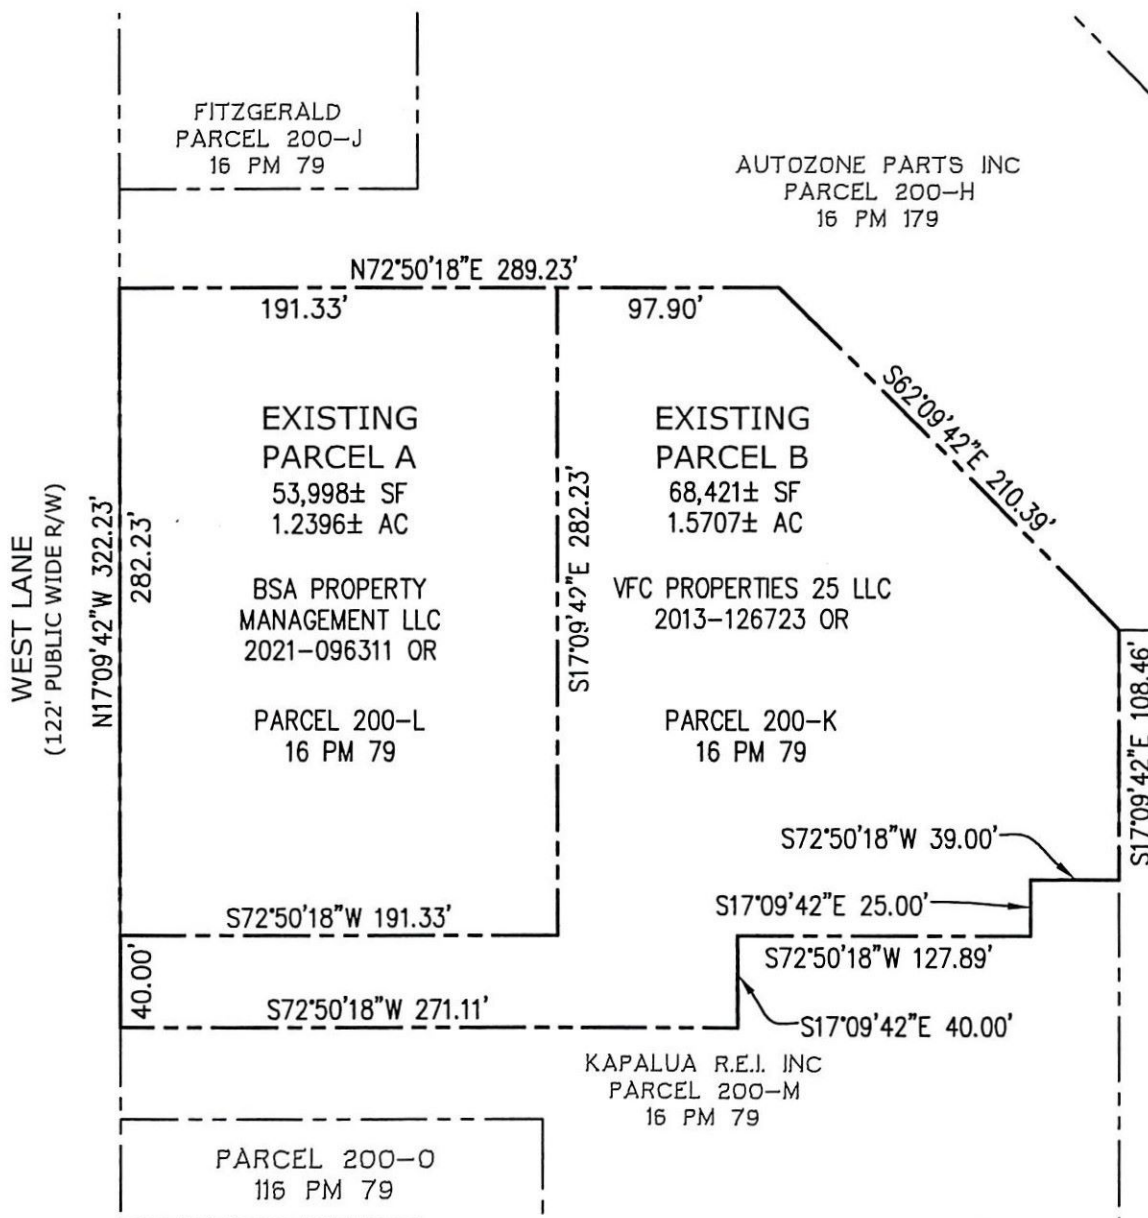 FITZGERALD
PARCEL 200-J
16 PM 79
AUTOZONE PARTS INC
PARCEL 200-H
16 PM 179
N72°50'18"E 289.23'
191.33'
97.90'
S62°09'42"E 210.39'
EXISTING
PARCEL A
53,998± SF
1.2396± AC
BSA PROPERTY
MANAGEMENT LLC
2021-096311 OR
PARCEL 200-L
16 PM 79
EXISTING
PARCEL B
68,421± SF
1.5707± AC
VFC PROPERTIES 25 LLC
2013-126723 OR
PARCEL 200-K
16 PM 79
WEST LANE
(122' PUBLIC WIDE R/W)
N17°09'42"W 322.23'
282.23'
S17°09'42"E 282.23'
S17°09'42"E 108.46'
S72°50'18"W 39.00'
S17°09'42"E 25.00'
S72°50'18"W 191.33'
S72°50'18"W 127.89'
40.00'
S72°50'18"W 271.11'
S17°09'42"E 40.00'
KAPALUA R.E.I. INC
PARCEL 200-M
16 PM 79
PARCEL 200-O
116 PM 79